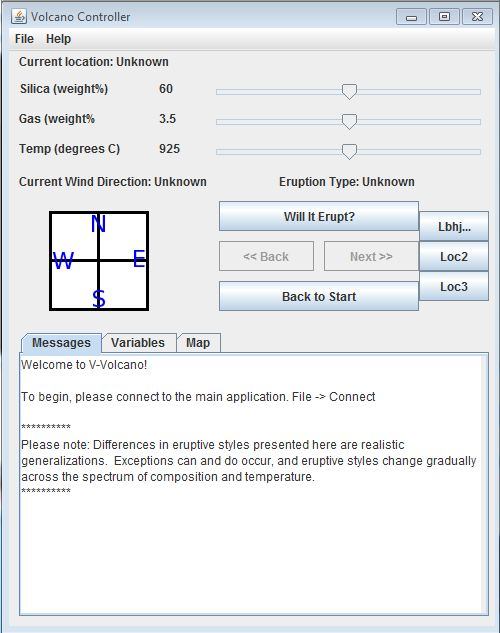 Volcano Controller
File Help
Current location: Unknown
Silica (weight%) 60
Gas (weight% 3.5
Temp (degrees C) 925
Current Wind Direction: Unknown Eruption Type: Unknown
N
W E
S
Will It Erupt?
Lbhj...
<< Back Next >>
Loc2
Loc3
Back to Start
Messages Variables Map
Welcome to V-Volcano!
To begin, please connect to the main application. File -> Connect
**********
Please note: Differences in eruptive styles presented here are realistic
generalizations. Exceptions can and do occur, and eruptive styles change gradually
across the spectrum of composition and temperature.
**********